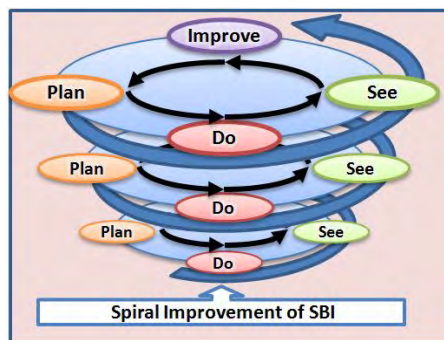 Improve
Plan
See
Do
Plan
See
Do
Plan
See
Do
Spiral Improvement of SBI